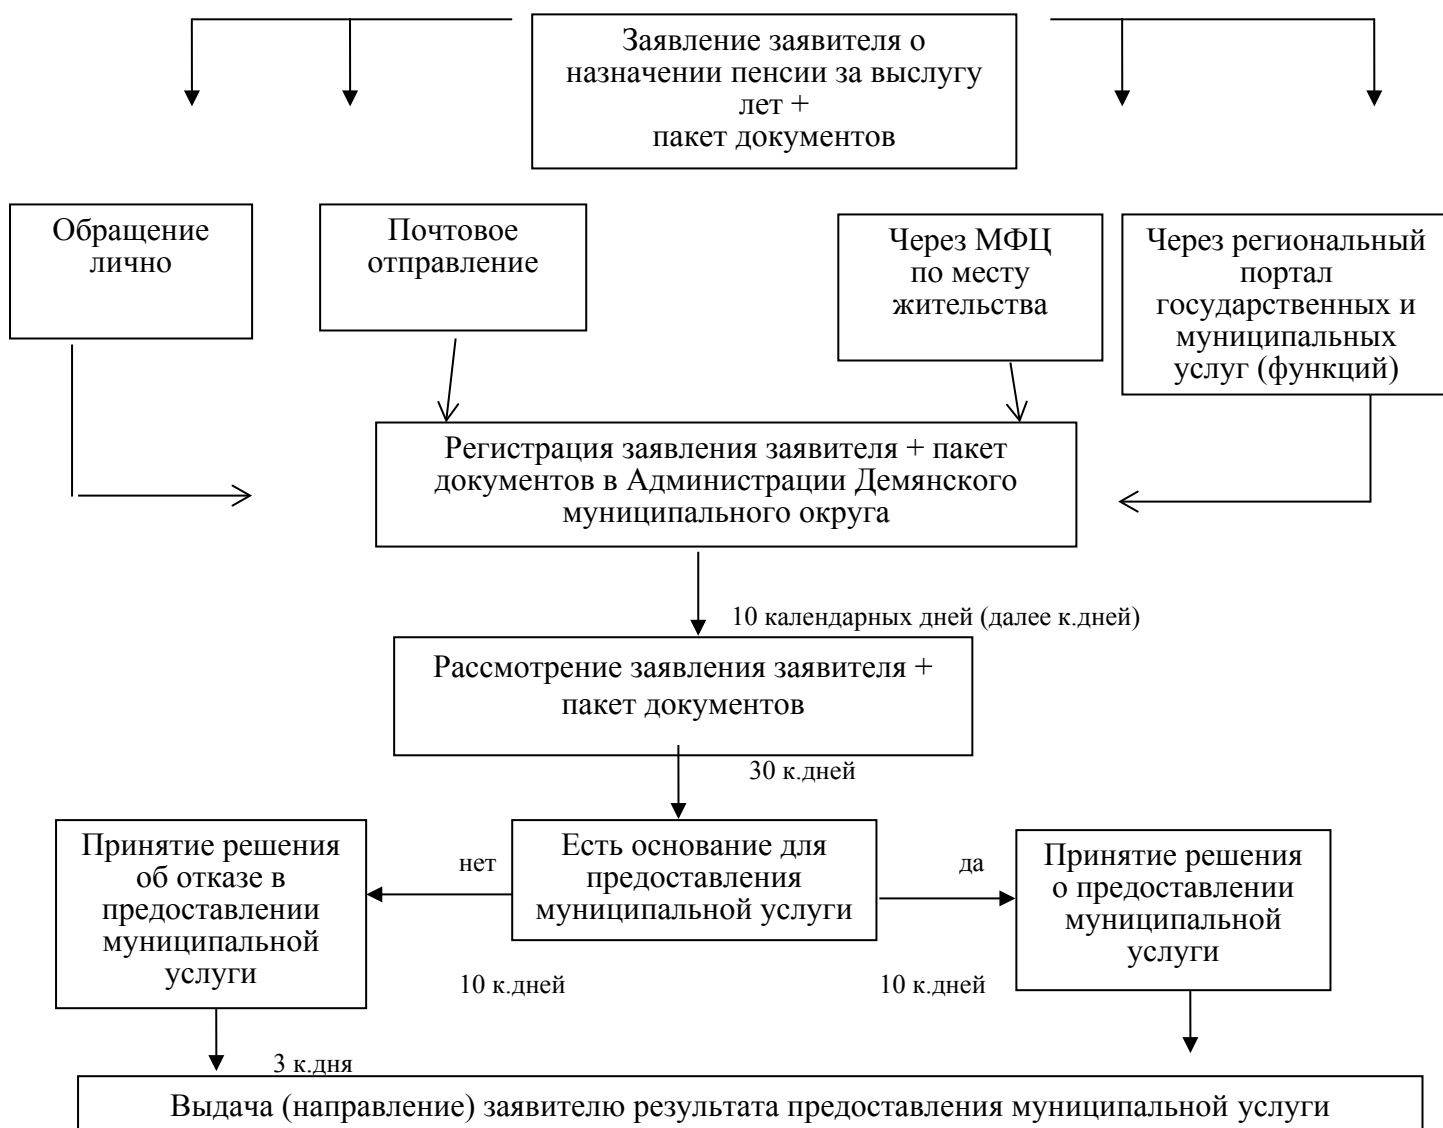 Заявление заявителя о
назначении пенсии за выслугу
лет +
пакет документов
Обращение
лично
Почтовое
отправление
Через МФЦ
по месту
жительства
Через региональный
портал
государственных и
муниципальных
услуг (функций)
Регистрация заявления заявителя + пакет
документов в Администрации Демянского
муниципального округа
10 календарных дней (далее к.дней)
Рассмотрение заявления заявителя +
пакет документов
30 к.дней
Принятие решения
об отказе в
предоставлении
муниципальной
услуги
нет
Есть основание для
предоставления
муниципальной услуги
да
Принятие решения
о предоставлении
муниципальной
услуги
10 к.дней
10 к.дней
3 к.дня
Выдача (направление) заявителю результата предоставления муниципальной услуги